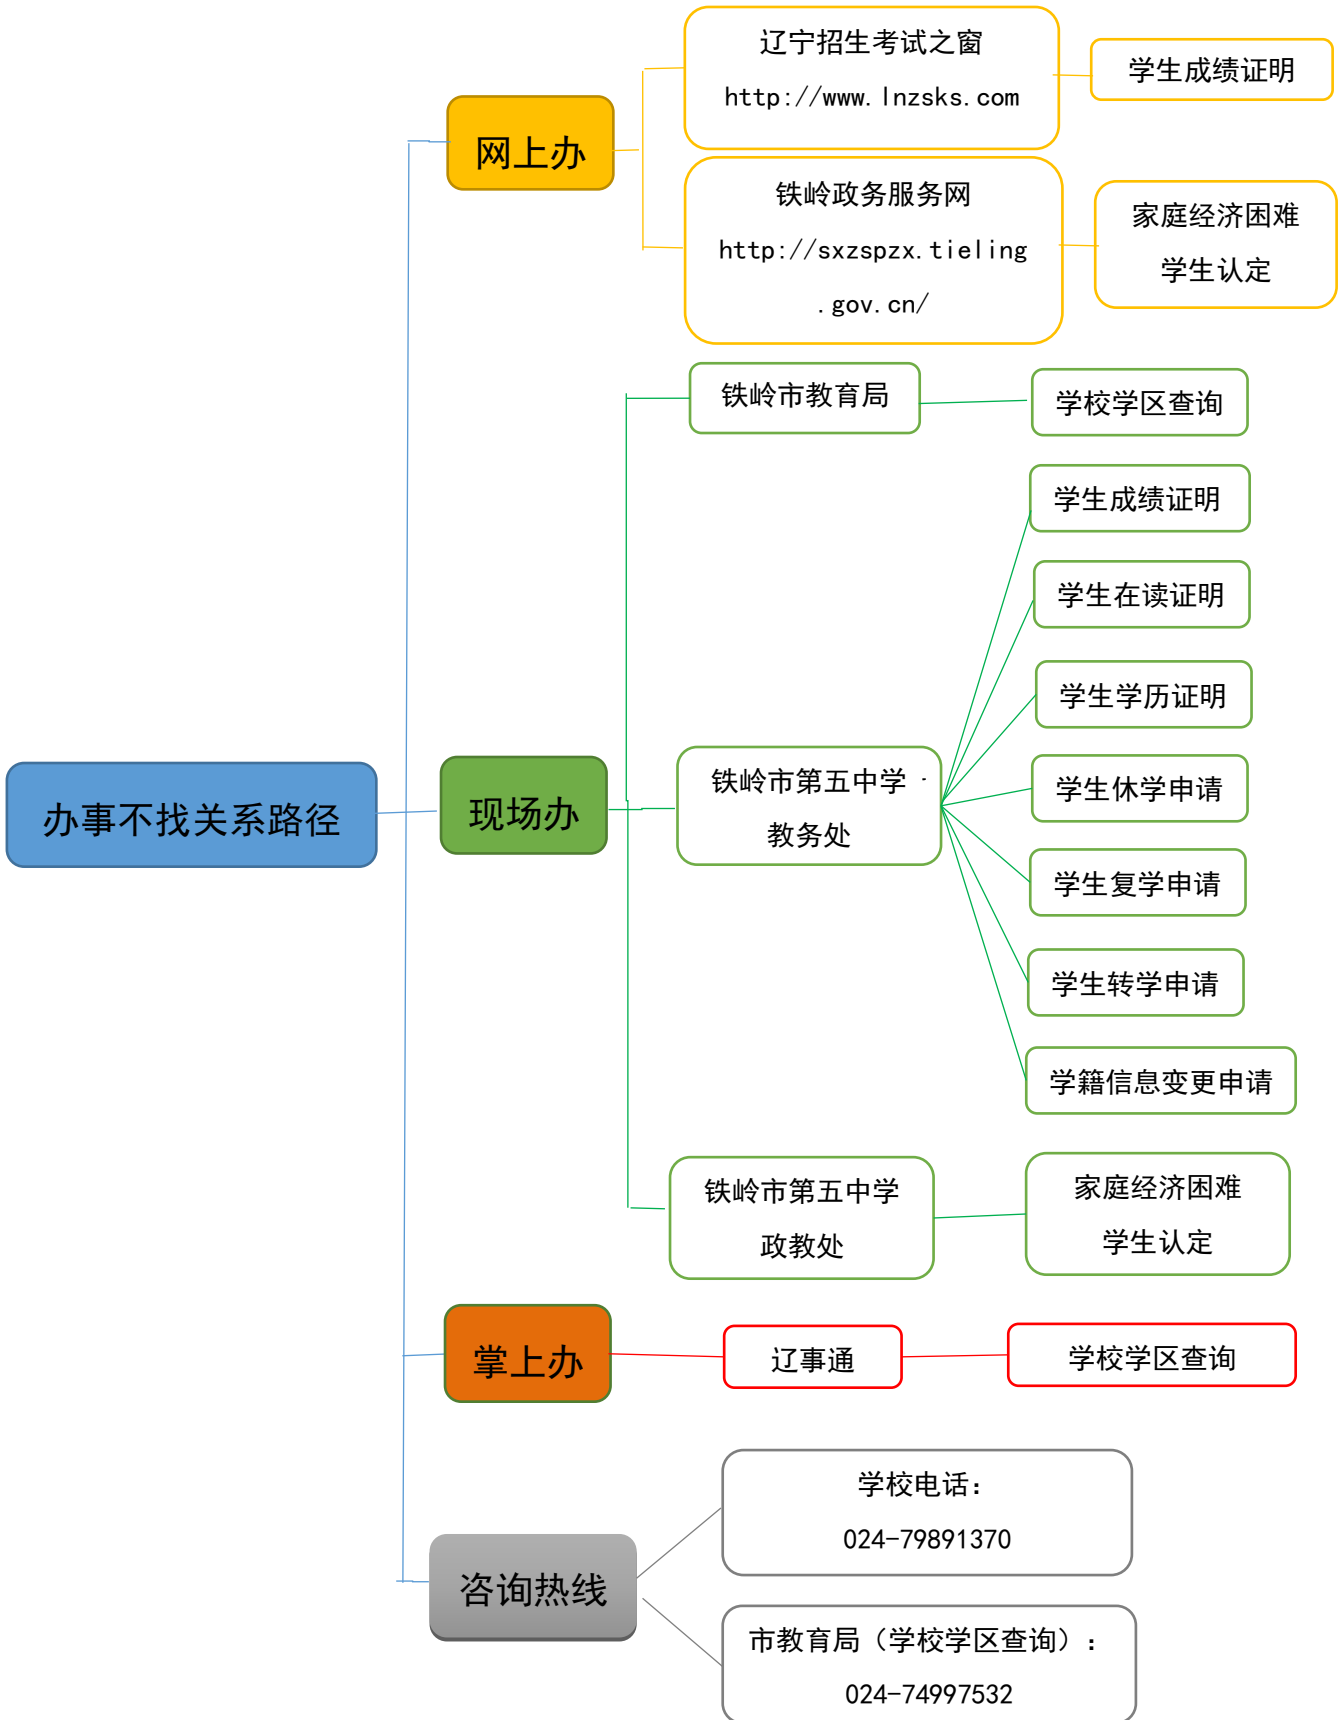 辽宁招生考试之窗
http://www.lnzsks.com
学生成绩证明
网上办
铁岭政务服务网
http://sxzspzx.tieling
.gov.cn/
家庭经济困难
学生认定
铁岭市教育局
学校学区查询
学生成绩证明
学生在读证明
学生学历证明
办事不找关系路径
现场办
铁岭市第五中学
教务处
学生休学申请
学生复学申请
学生转学申请
学籍信息变更申请
铁岭市第五中学
政教处
家庭经济困难
学生认定
掌上办
辽事通
学校学区查询
咨询热线
学校电话：
024-79891370
市教育局（学校学区查询）：
024-74997532